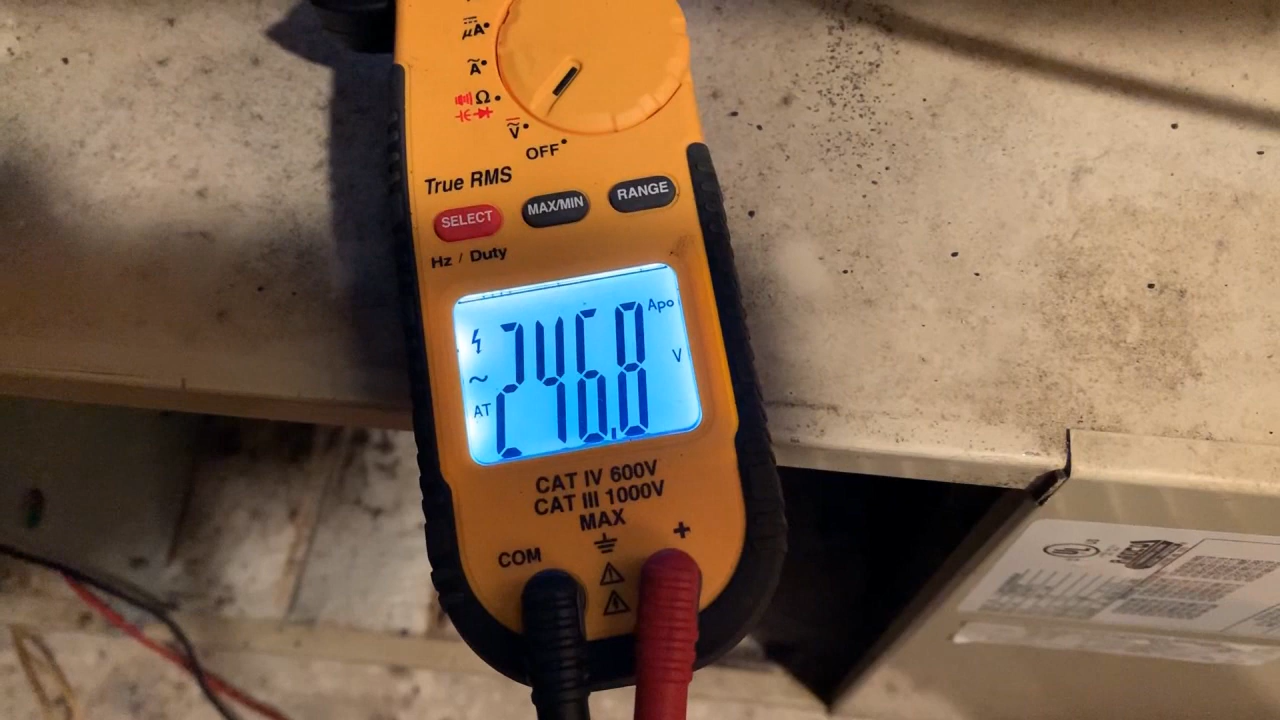 μA
A
Ω
V
OFF
True RMS
SELECT
MAX/MIN
RANGE
Hz / Duty
Apo
246.8
V
AT
CAT IV 600V
CAT III 1000V
MAX
COM
+
UL